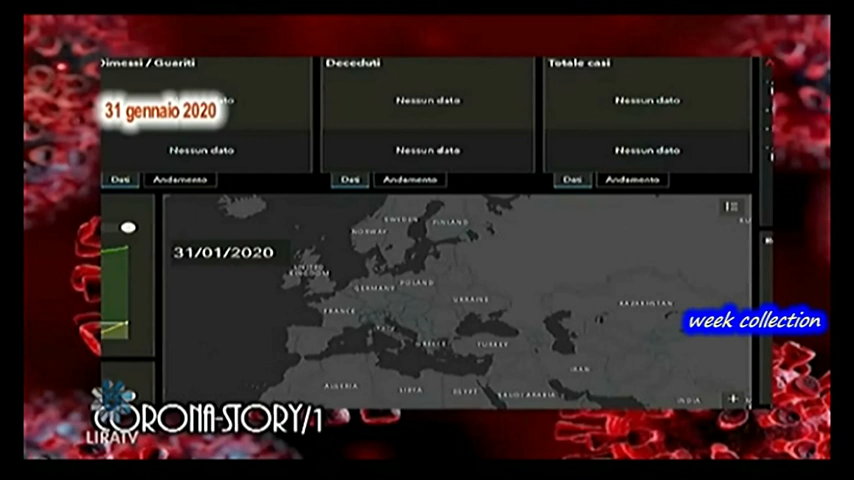 Dimessi / Guariti
Deceduti
Totale casi
31 gennaio 2020
Nessun dato
Nessun dato
Nessun dato
Nessun dato
Nessun dato
Dati
Andamento
Dati
Andamento
Dati
Andamento
31/01/2020
SWEDEN
FINLAND
NORWAY
UNITED
KINGDOM
GERMANY
POLAND
UKRAINE
KAZAKHSTAN
FRANCE
ITALY
GREECE
TURKEY
IRAN
ALGERIA
LIBYA
EGYPT
SAUDI ARABIA
INDIA
week collection
CORONA-STORY/1
LIRATV